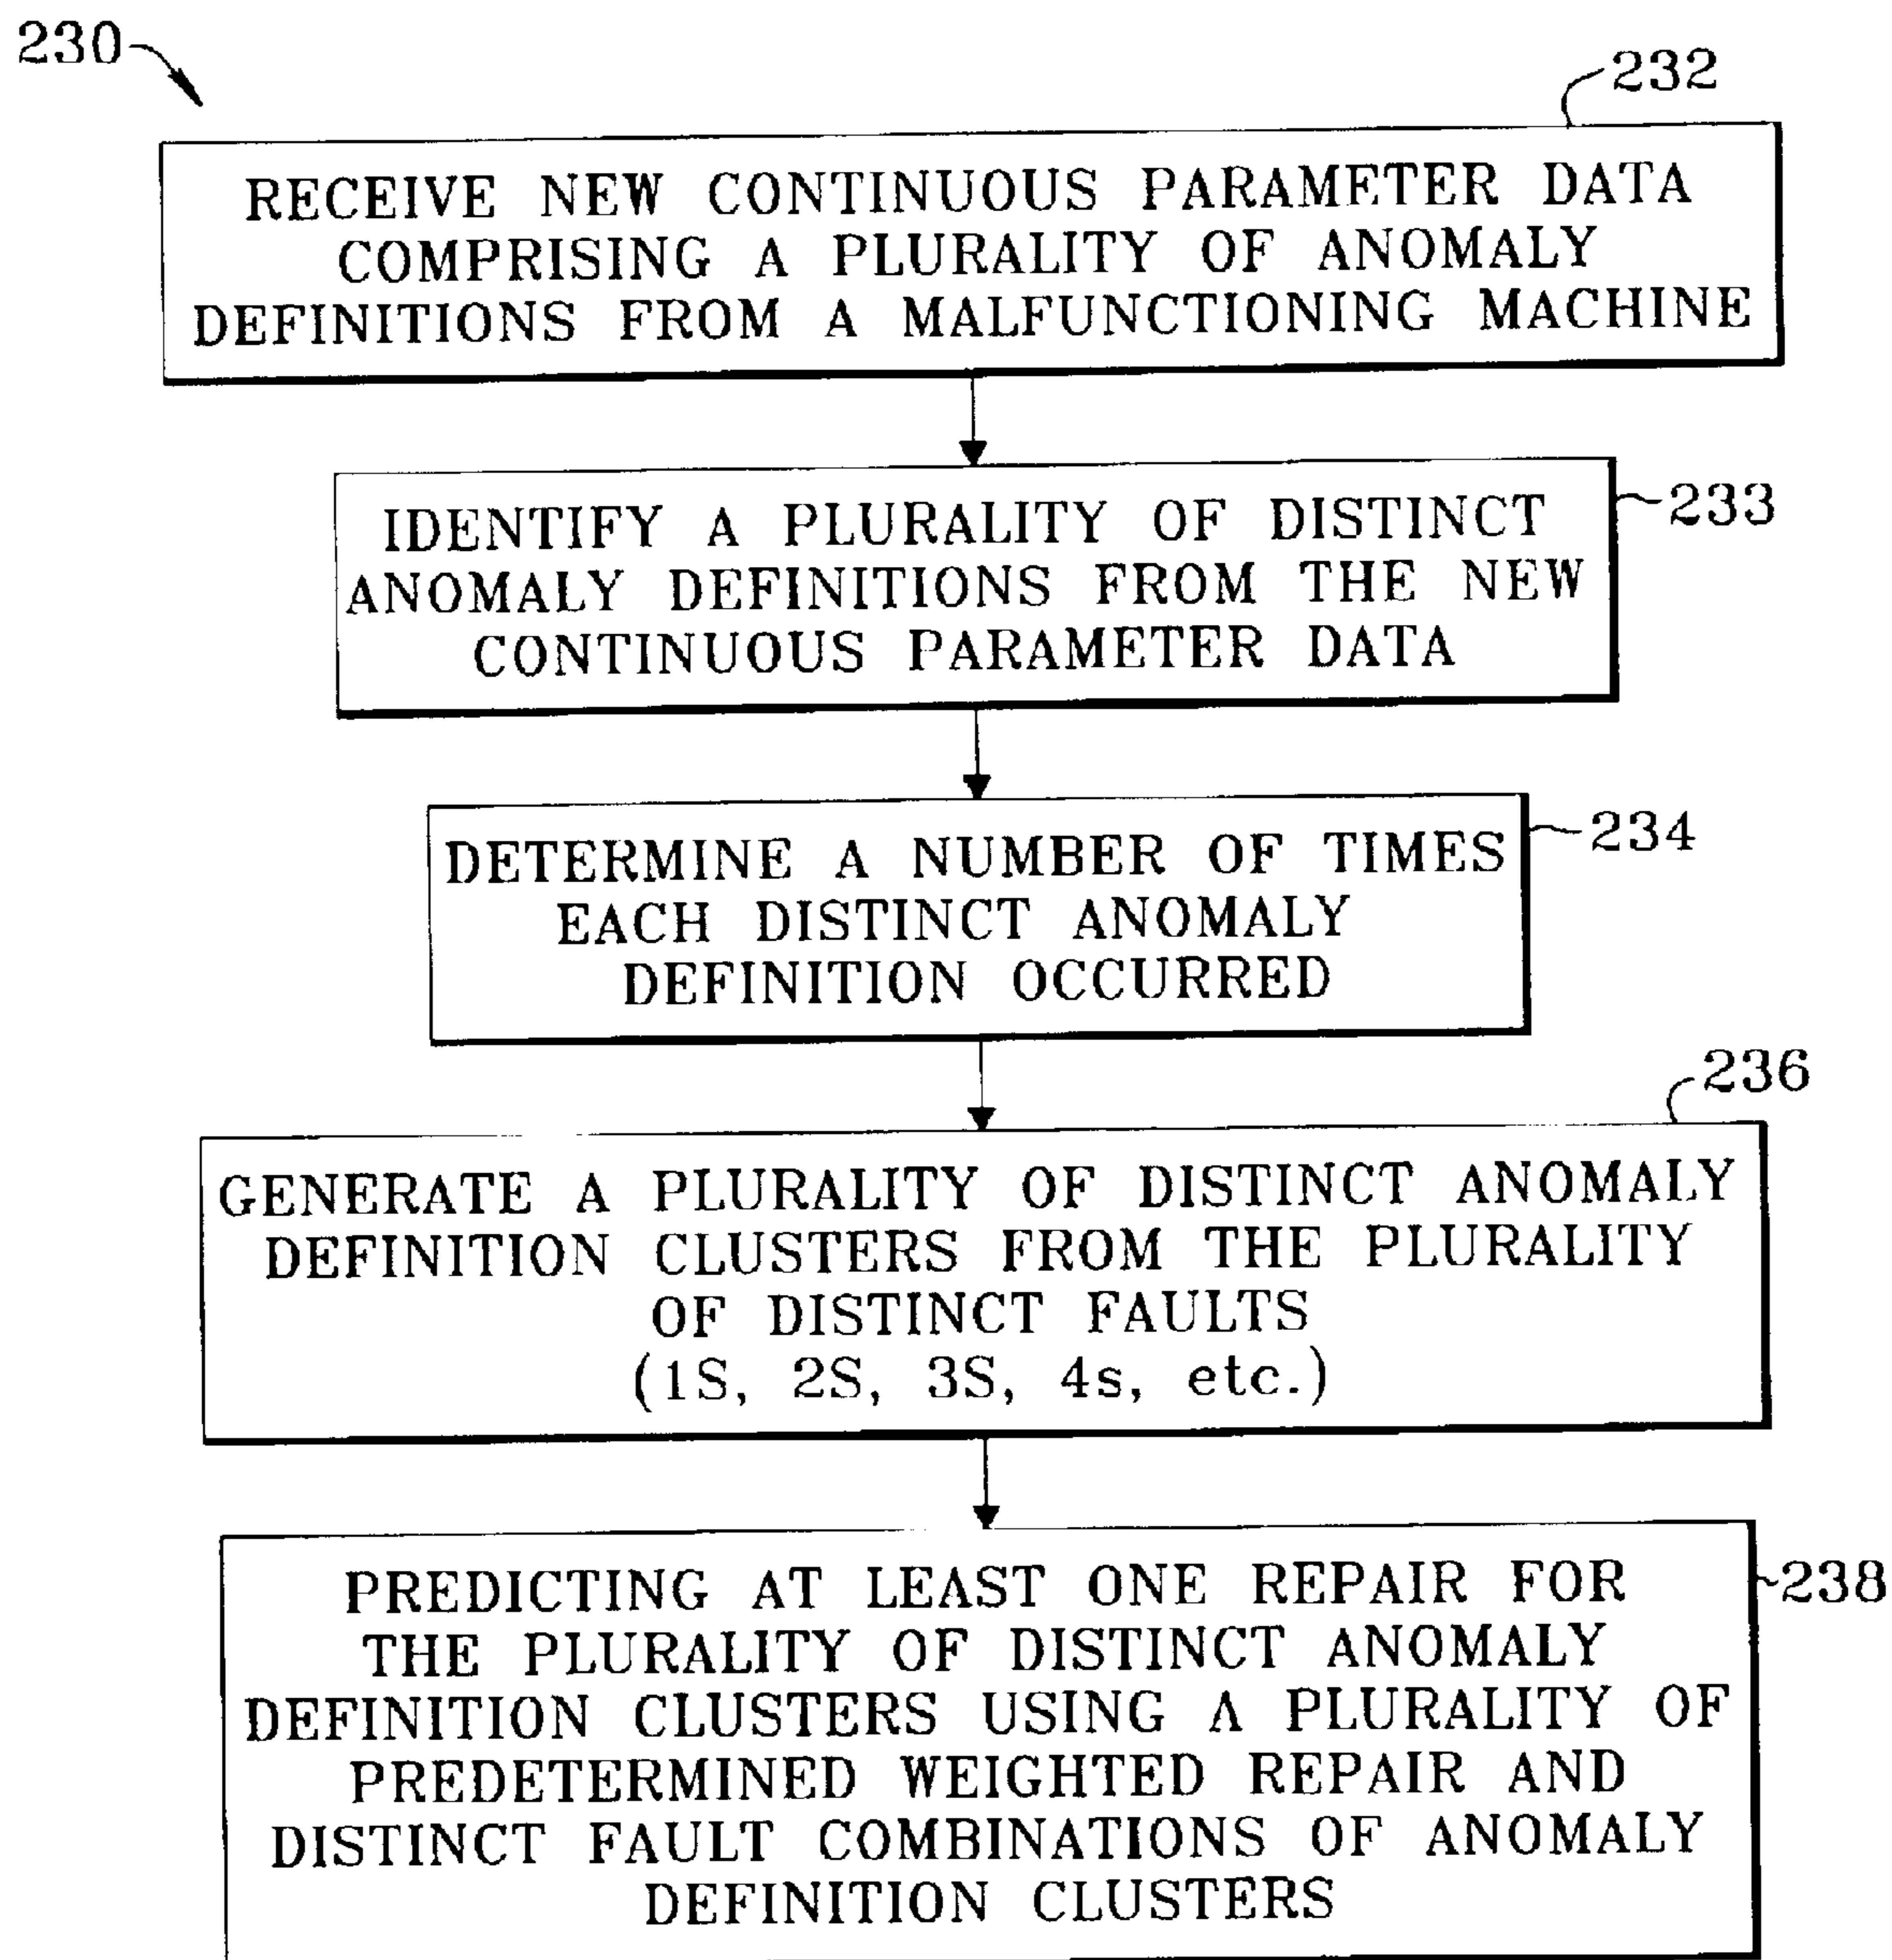 230
232
RECEIVE NEW CONTINUOUS PARAMETER DATA
COMPRISING A PLURALITY OF ANOMALY
DEFINITIONS FROM A MALFUNCTIONING MACHINE
233
IDENTIFY A PLURALITY OF DISTINCT
ANOMALY DEFINITIONS FROM THE NEW
CONTINUOUS PARAMETER DATA
234
DETERMINE A NUMBER OF TIMES
EACH DISTINCT ANOMALY
DEFINITION OCCURRED
236
GENERATE A PLURALITY OF DISTINCT ANOMALY
DEFINITION CLUSTERS FROM THE PLURALITY
OF DISTINCT FAULTS
(1S, 2S, 3S, 4s, etc.)
238
PREDICTING AT LEAST ONE REPAIR FOR
THE PLURALITY OF DISTINCT ANOMALY
DEFINITION CLUSTERS USING A PLURALITY OF
PREDETERMINED WEIGHTED REPAIR AND
DISTINCT FAULT COMBINATIONS OF ANOMALY
DEFINITION CLUSTERS